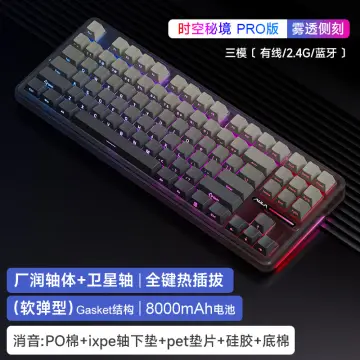 时空秘境 PRO版 雾透侧刻
三模〔 有线/2.4G/蓝牙 〕
AULA
厂润轴体+卫星轴|全键热插拔
（软弹型）Gasket结构|8000mAh电池
消音:PO棉+ixpe轴下垫+pet垫片+硅胶+底棉